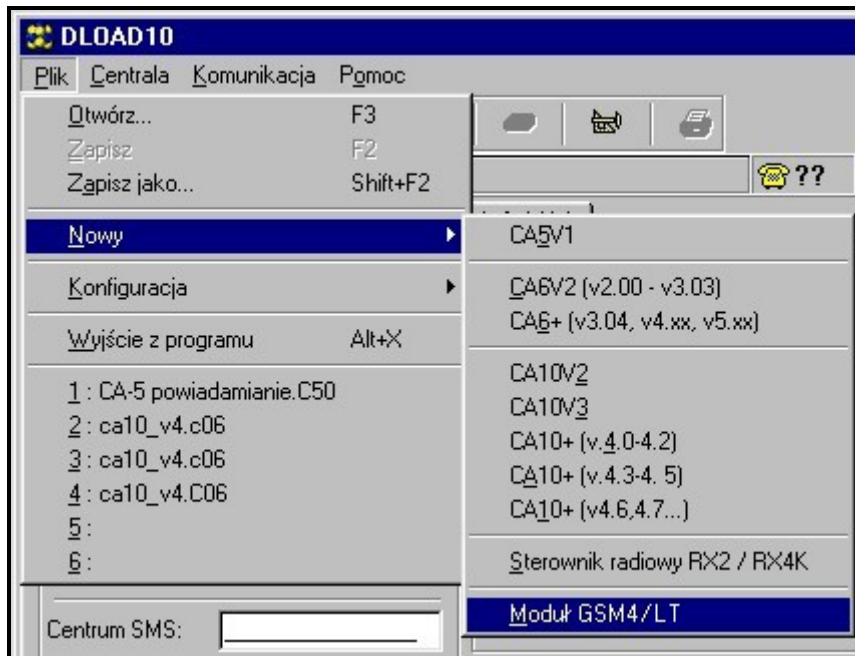 DLOAD10
Plik Centrala Komunikacja Pomoc
Otwórz... F3
Zapisz F2
Zapisz jako... Shift+F2
??
Nowy
Konfiguracja
Wyjście z programu Alt+X
1 : CA-5 powiadamianie.C50
2 : ca10_v4.c06
3 : ca10_v4.c06
4 : ca10_v4.C06
5 :
6 :
CA5V1
CA6V2 (v2.00 - v3.03)
CA6+ (v3.04, v4.xx, v5.xx)
CA10V2
CA10V3
CA10+ (v.4.0-4.2)
CA10+ (v.4.3-4. 5)
CA10+ (v4.6,4.7...)
Sterownik radiowy RX2 / RX4K
Moduł GSM4/LT
Centrum SMS: